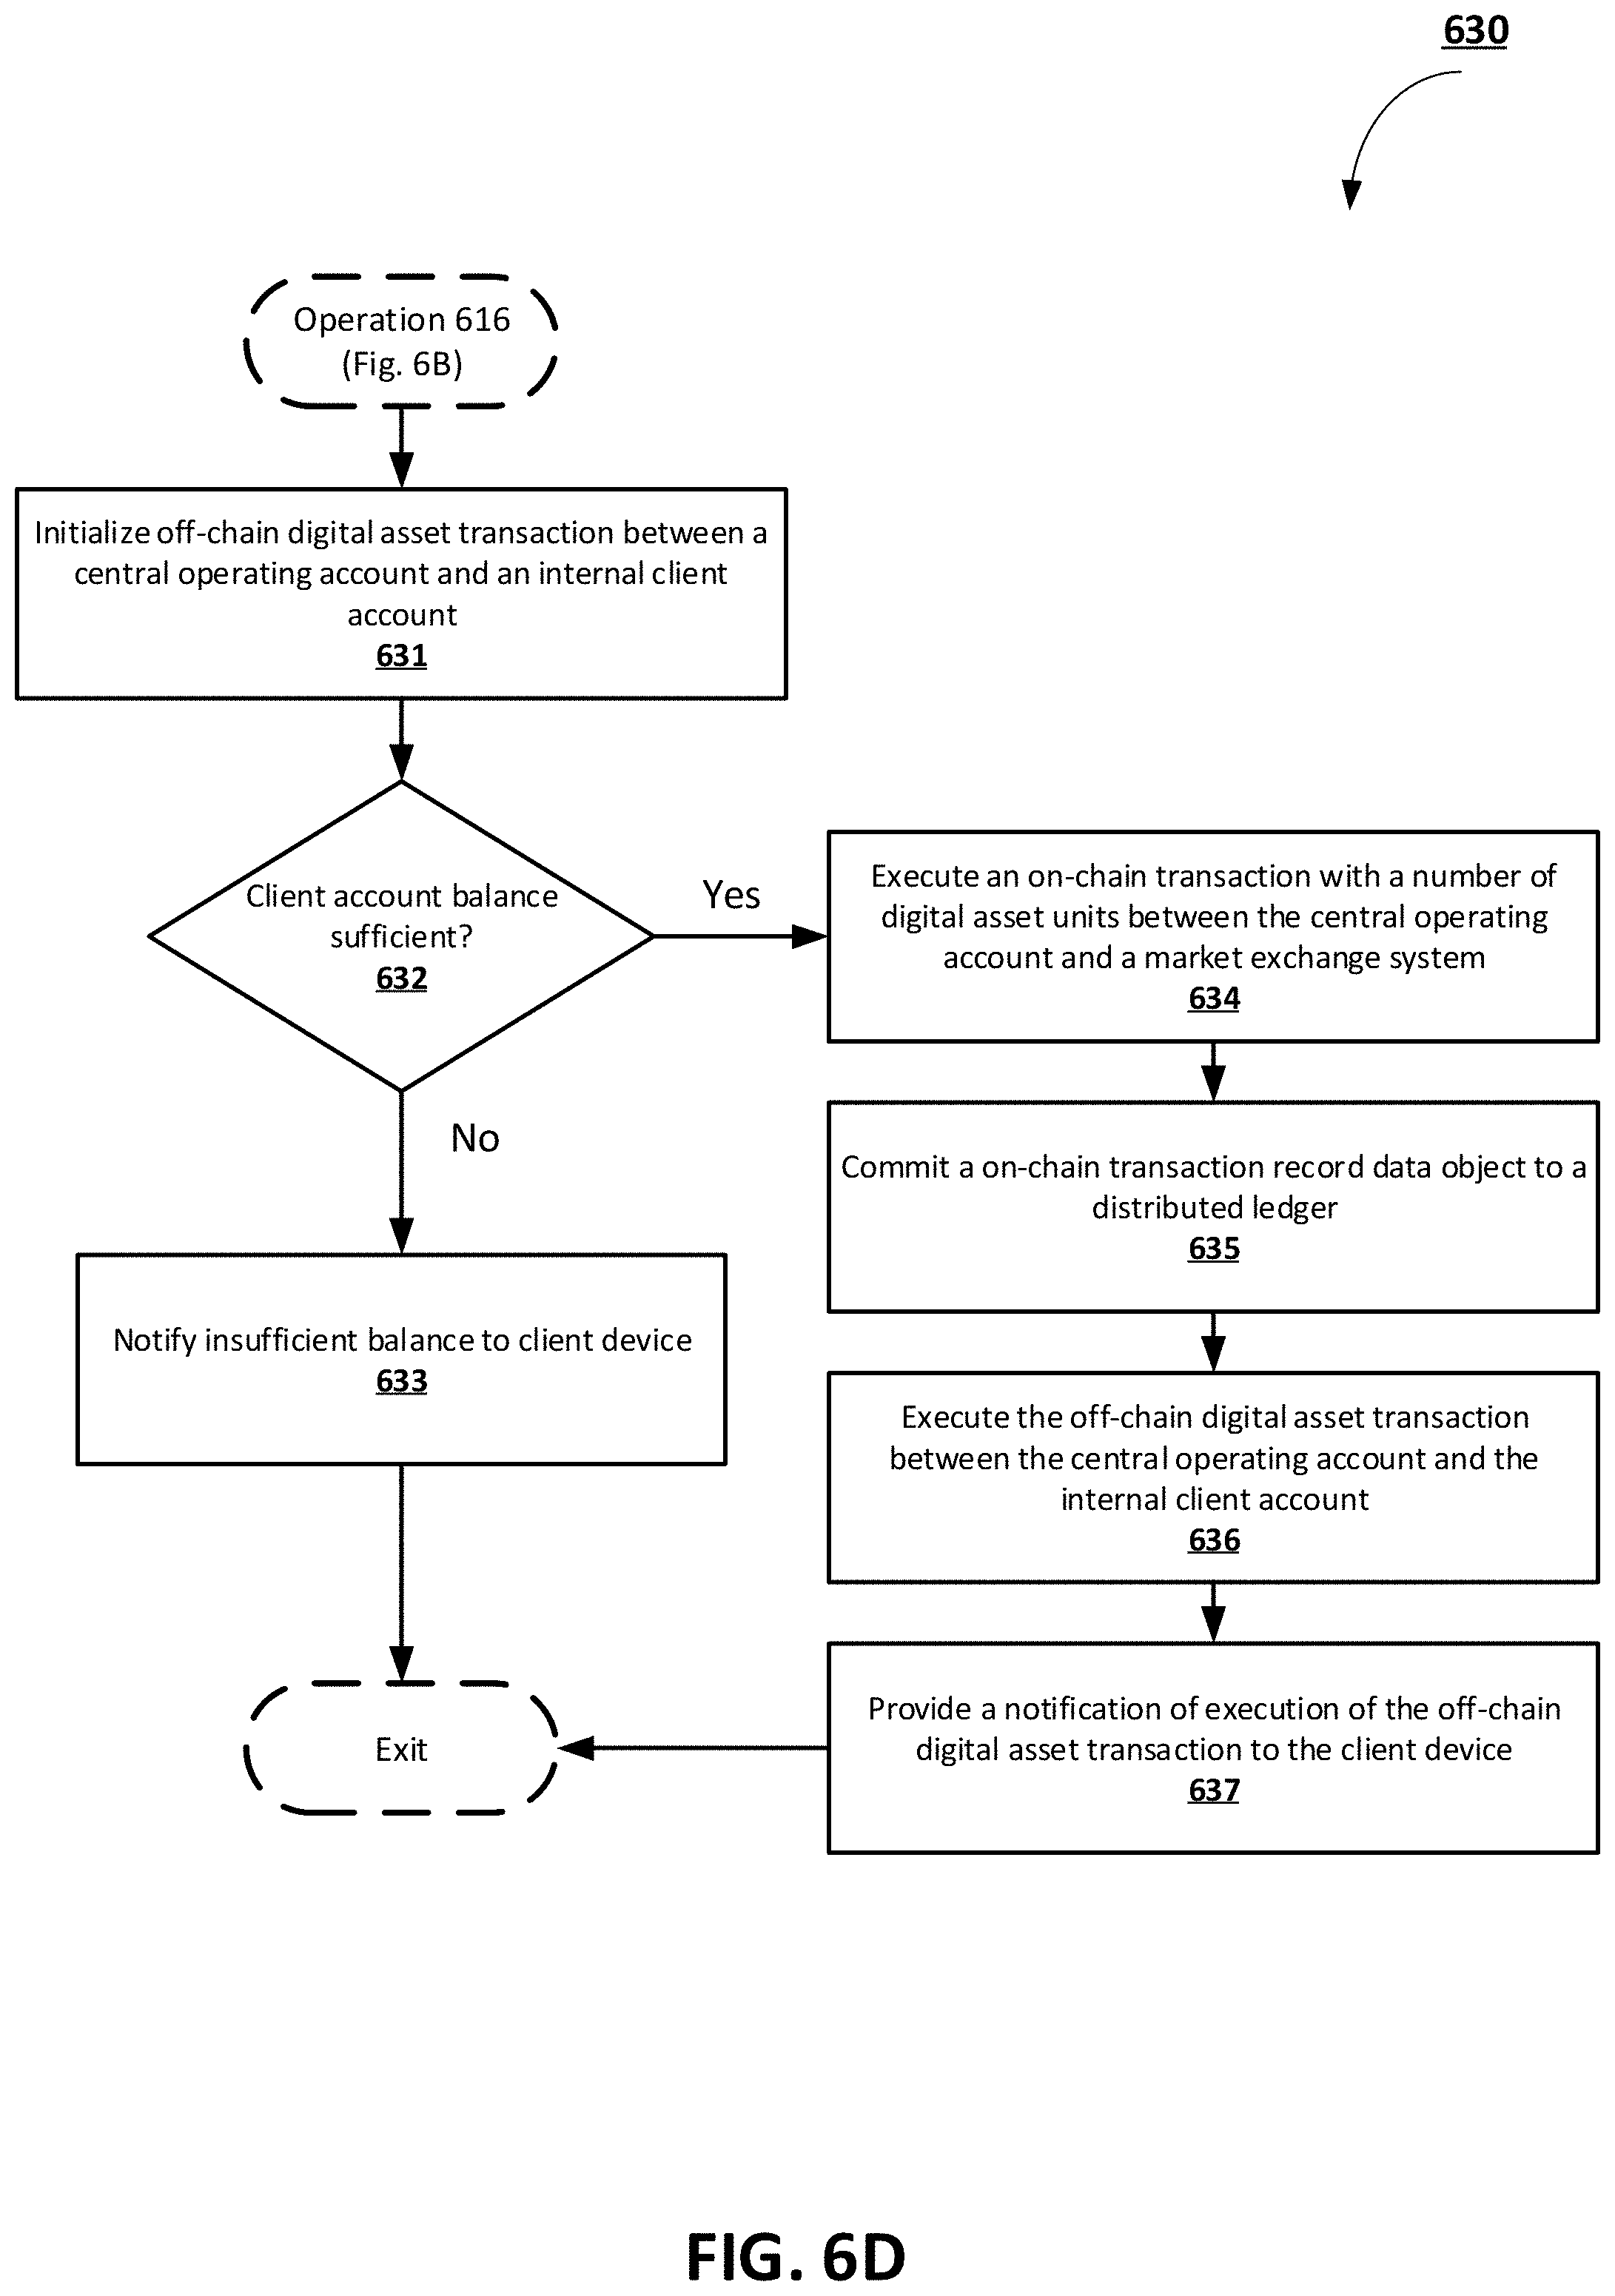 630
Operation 616
(Fig. 6B)
Initialize off-chain digital asset transaction between a
central operating account and an internal client
account
631
Client account balance
sufficient?
632
Yes
No
Notify insufficient balance to client device
633
Execute an on-chain transaction with a number of
digital asset units between the central operating
account and a market exchange system
634
Commit a on-chain transaction record data object to a
distributed ledger
635
Execute the off-chain digital asset transaction
between the central operating account and the
internal client account
636
Provide a notification of execution of the off-chain
digital asset transaction to the client device
637
Exit
FIG. 6D